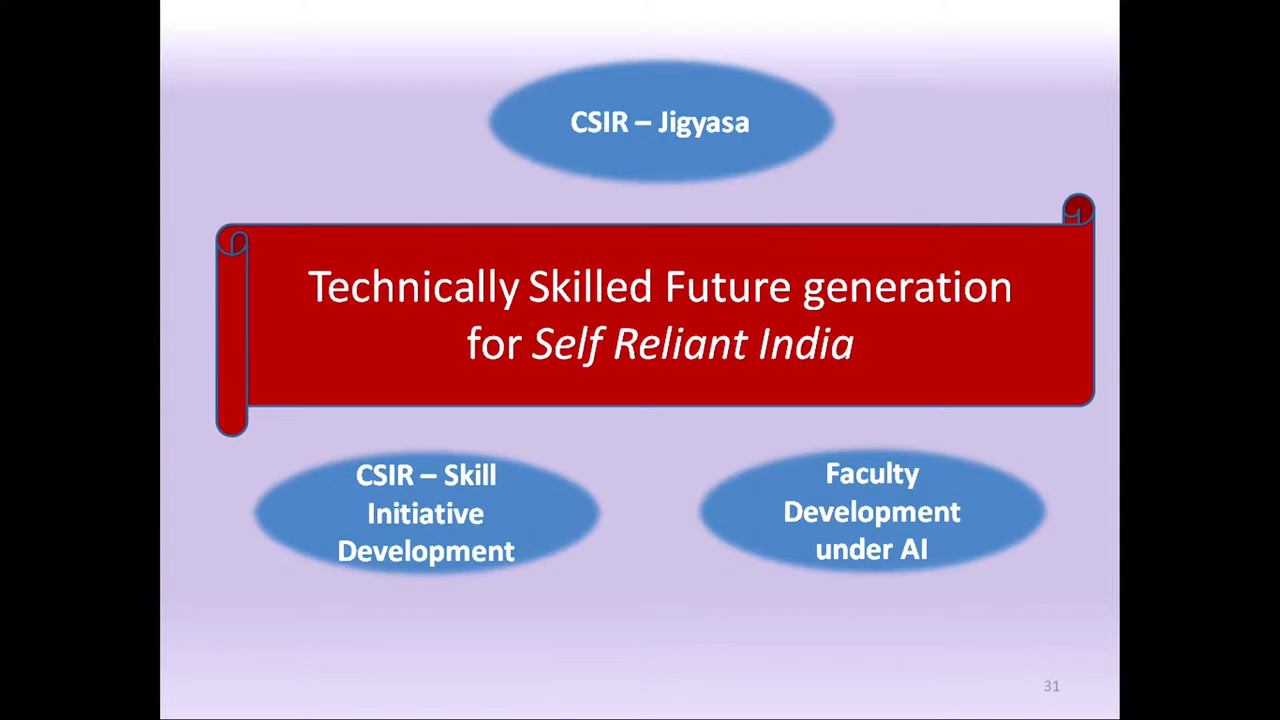 CSIR – Jigyasa
Technically Skilled Future generation
for Self Reliant India
CSIR – Skill
Initiative
Development
Faculty
Development
under AI
31